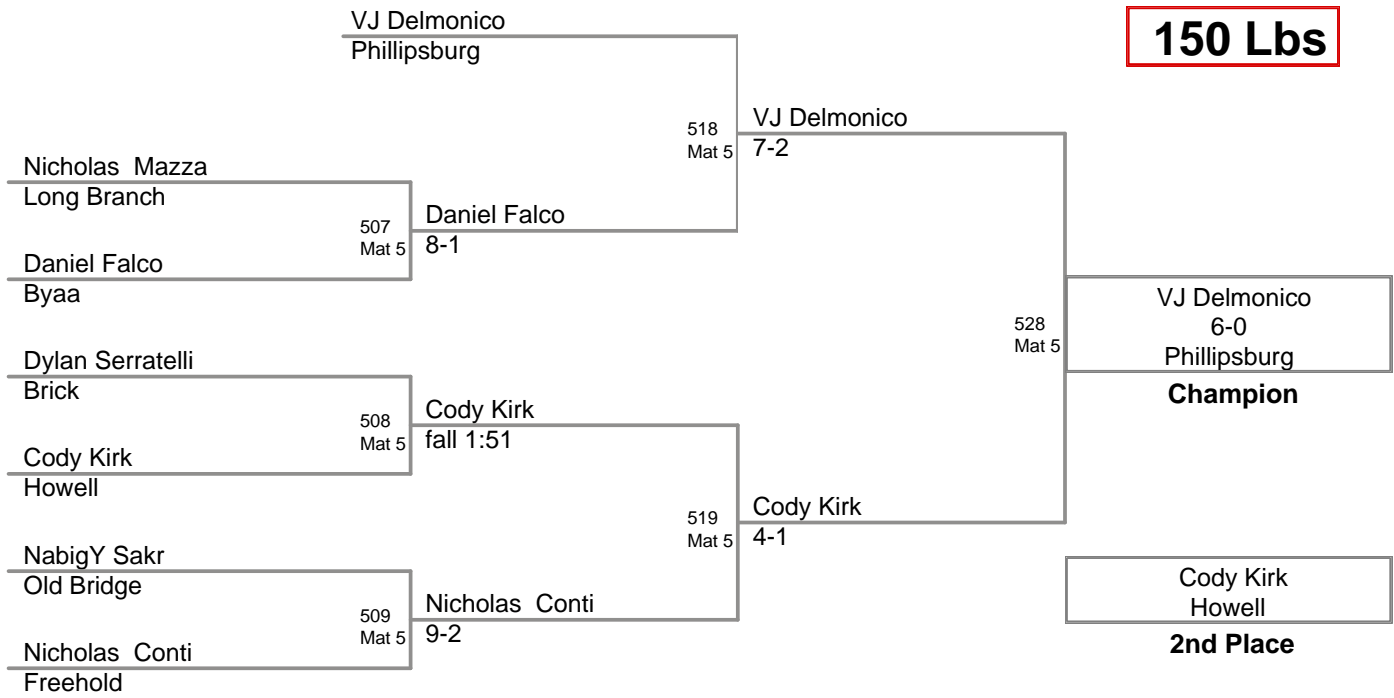 VJ Delmonico
Phillipsburg
150 Lbs
518
Mat 5
VJ Delmonico
7-2
Nicholas  Mazza
Long Branch
507
Mat 5
Daniel Falco
8-1
Daniel Falco
Byaa
528
Mat 5
VJ Delmonico
6-0
Phillipsburg
Champion
Dylan Serratelli
Brick
508
Mat 5
Cody Kirk
fall 1:51
Cody Kirk
Howell
519
Mat 5
Cody Kirk
4-1
NabigY Sakr
Old Bridge
509
Mat 5
Nicholas  Conti
9-2
Nicholas  Conti
Freehold
Cody Kirk
Howell
2nd Place